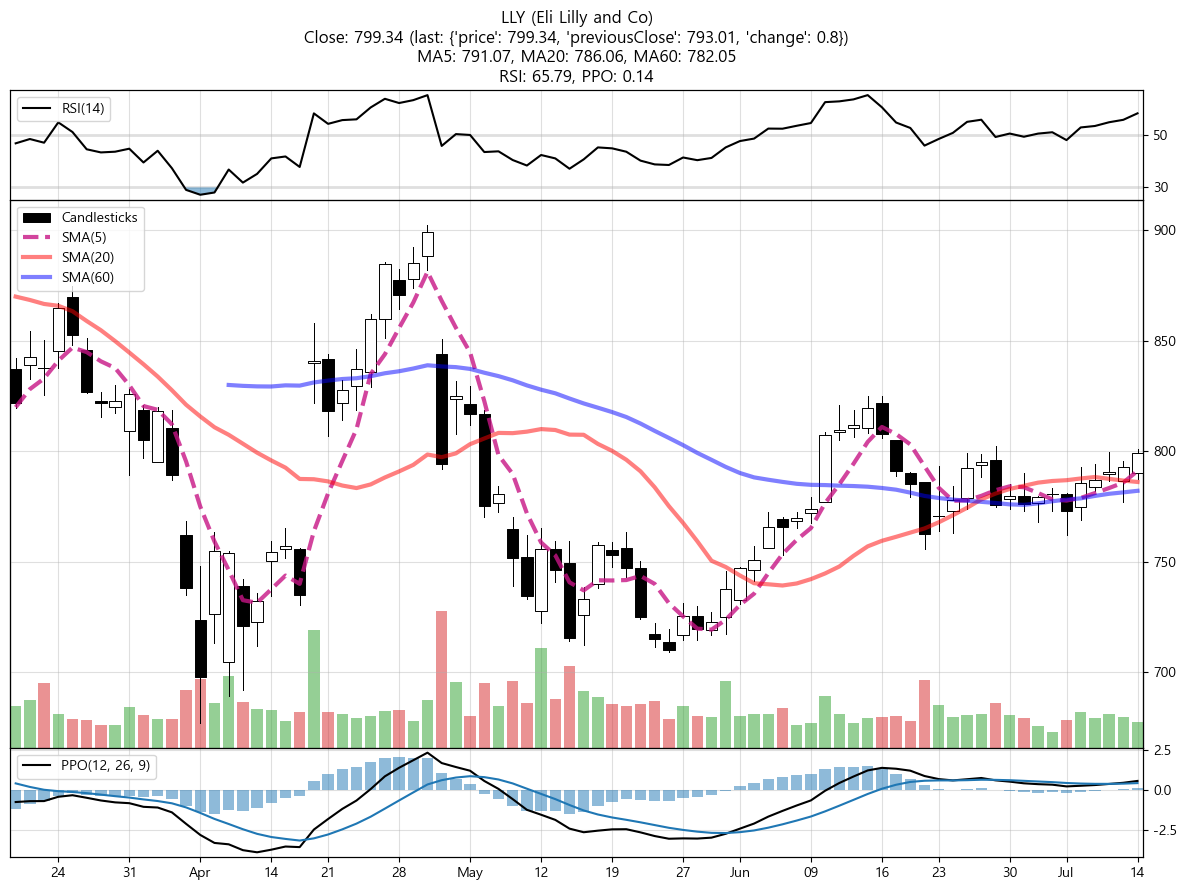 LLY (Eli Lilly and Co)
Close: 799.34 (last: {'price': 799.34, 'previousClose': 793.01, 'change': 0.8})
MA5: 791.07, MA20: 786.06, MA60: 782.05
RSI: 65.79, PPO: 0.14
RSI(14)
50
30
Candlesticks
SMA(5)
SMA(20)
SMA(60)
900
850
800
750
700
PPO(12, 26, 9)
2.5
0.0
-2.5
24 31 Apr 14 21 28 May 12 19 27 Jun 09 16 23 30 Jul 14